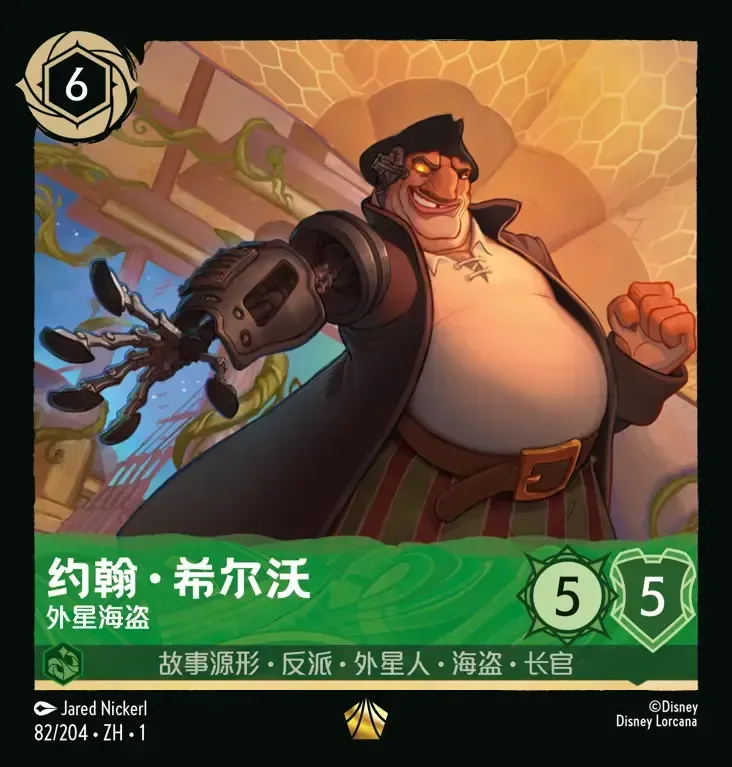 6
约翰·希尔沃
外星海盗
5 5
故事源形·反派·外星人·海盗·长官
Jared Nickerl
82/204 • ZH • 1
©Disney
Disney Lorcana